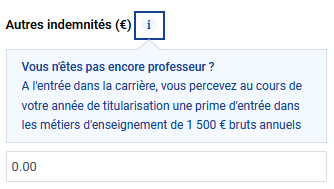 Autres indemnités (€) i
Vous n'êtes pas encore professeur ?
A l'entrée dans la carrière, vous percevez au cours de
votre année de titularisation une prime d'entrée dans
les métiers d'enseignement de 1 500 € bruts annuels
0.00